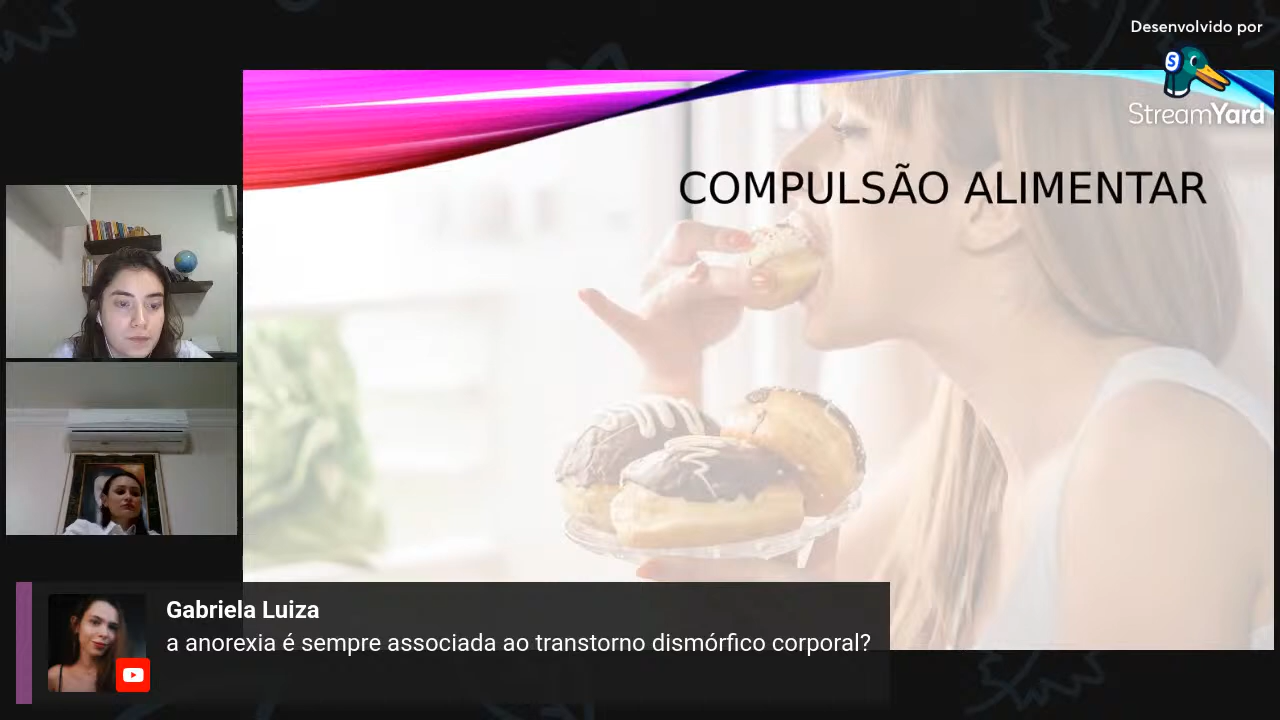 Desenvolvido por
S
StreamYard
COMPULSÃO ALIMENTAR
Gabriela Luiza
a anorexia é sempre associada ao transtorno dismórfico corporal?